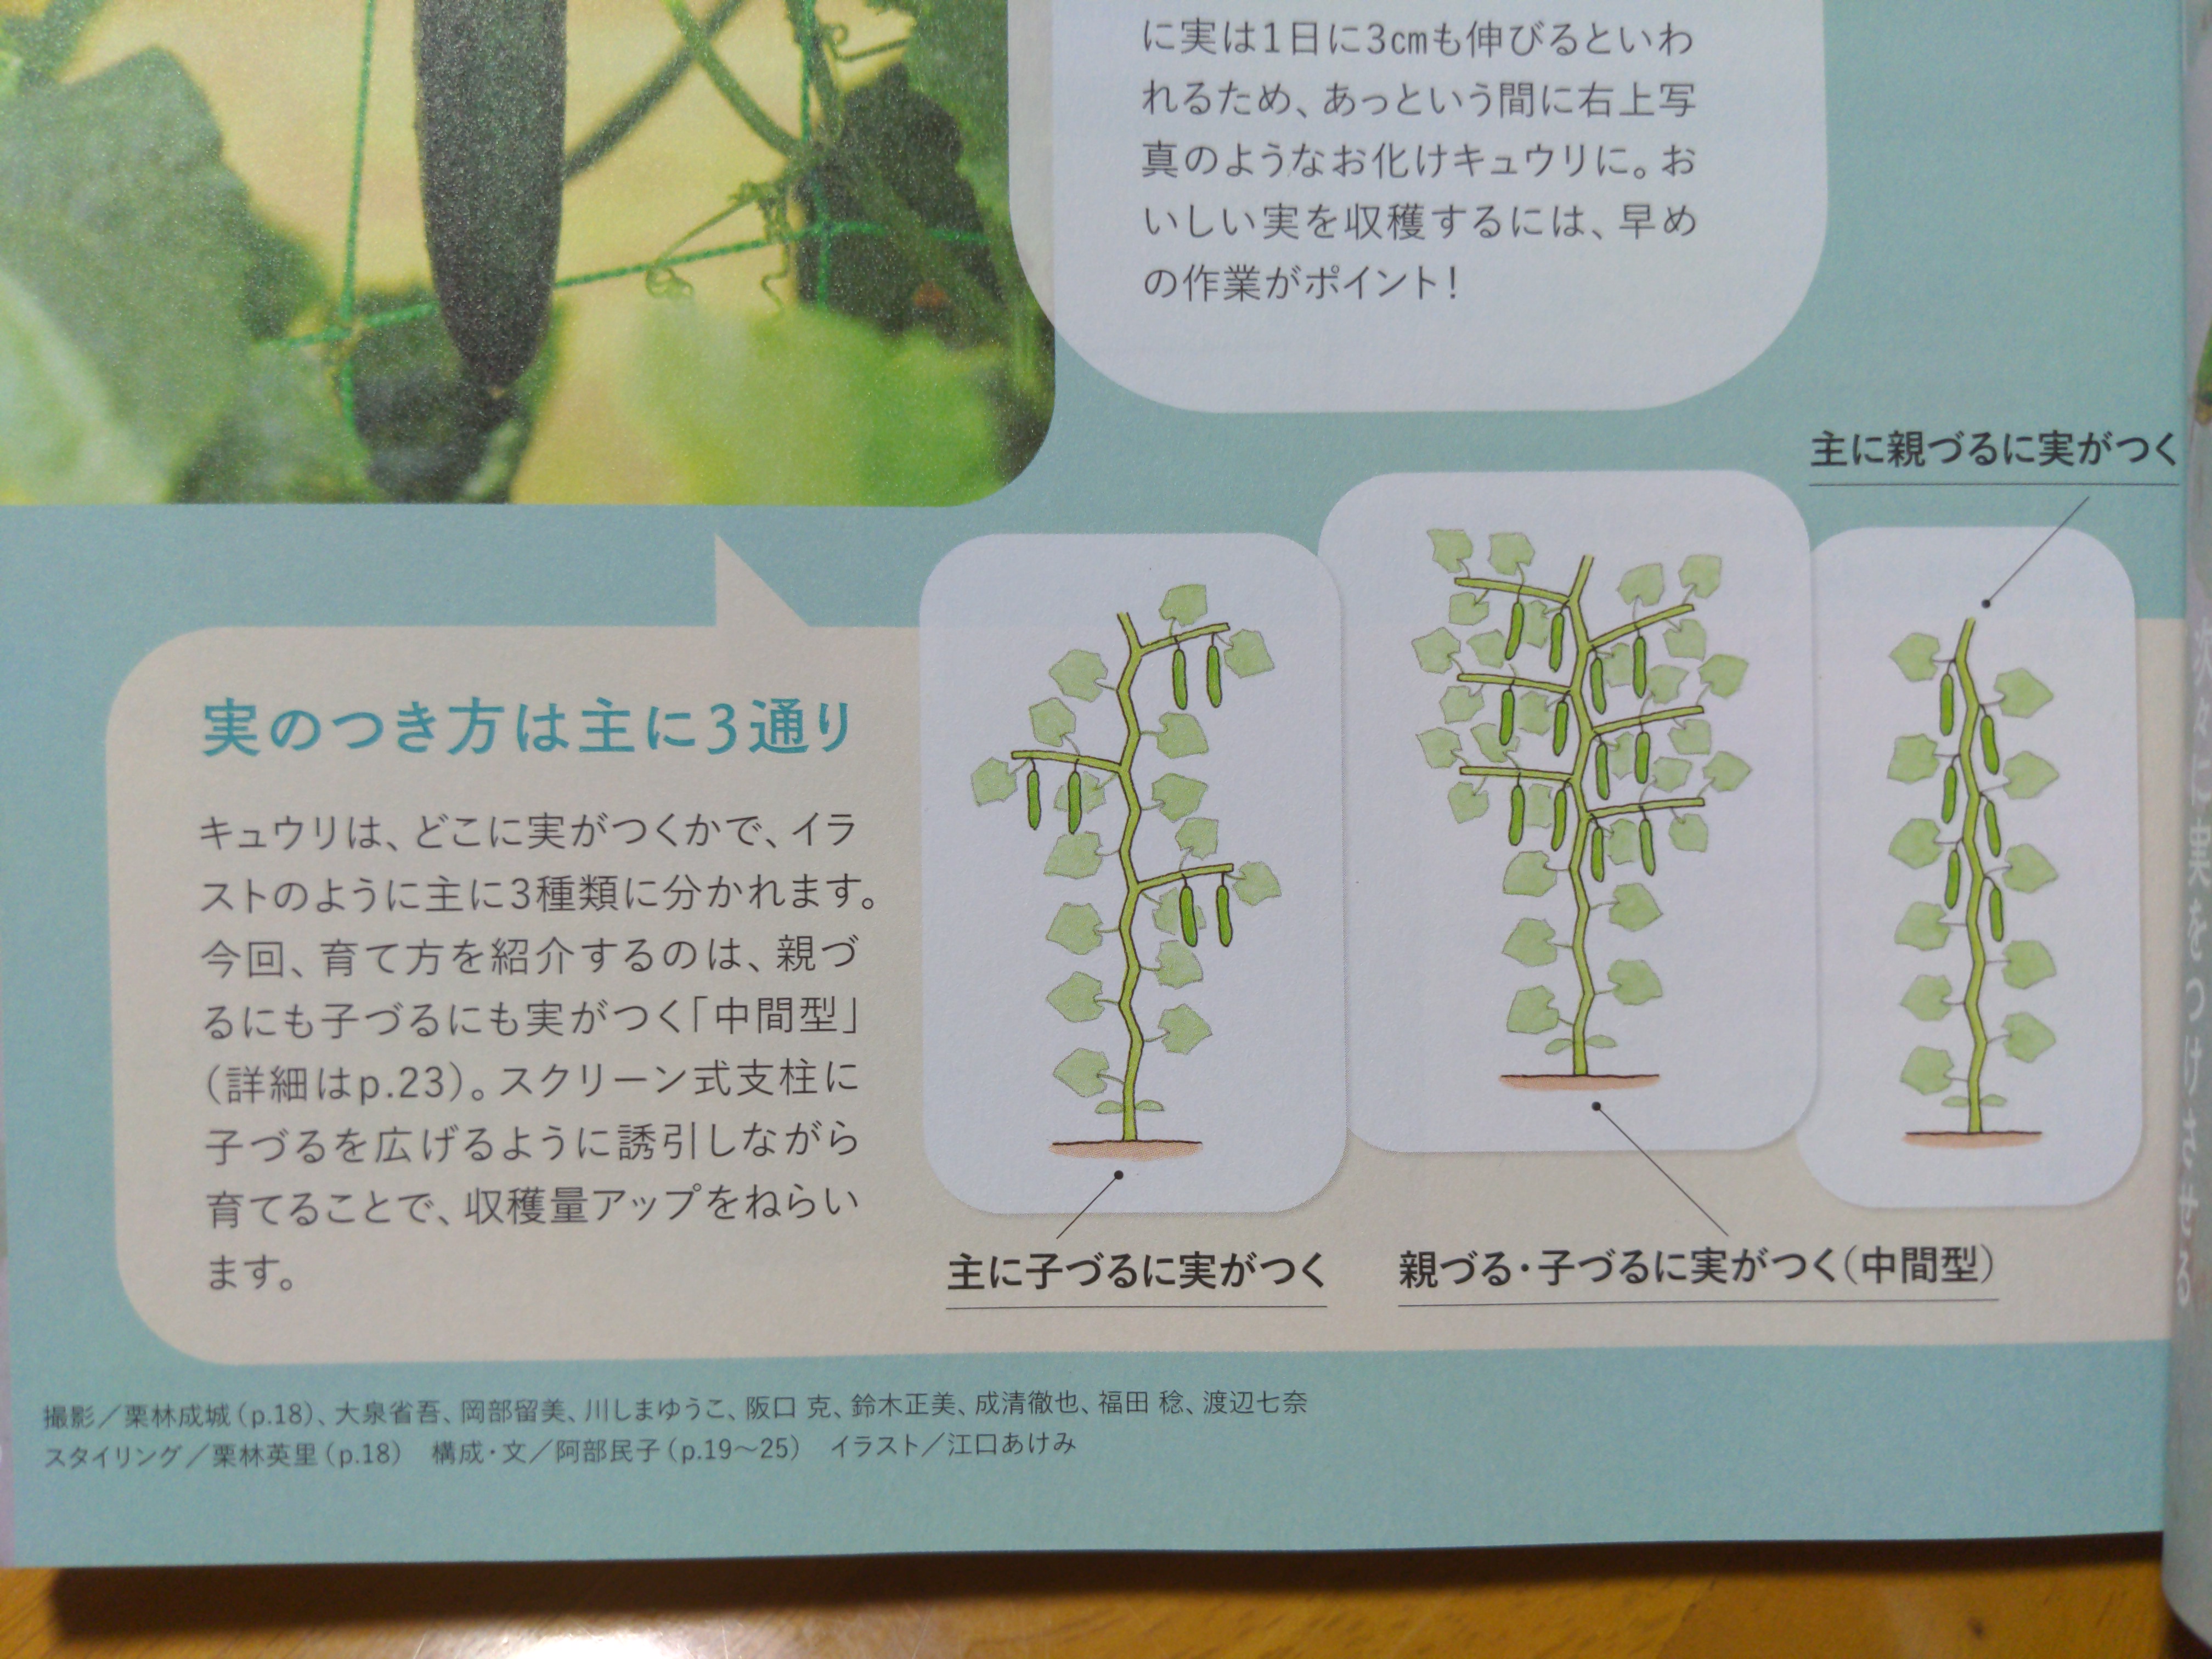 に実は1日に3cmも伸びるといわ
れるため、あっという間に右上写
真のようなお化けキュウリに。お
いしい実を収穫するには、早め
の作業がポイント!
主に親づるに実がつく
実のつき方は主に3通り
キュウリは、どこに実がつくかで、イラ
ストのように主に3種類に分かれます。
今回、育て方を紹介するのは、親づ
るにも子づるにも実がつく「中間型」
(詳細はp.23)。スクリーン式支柱に
子づるを広げるように誘引しながら
育てることで、収穫量アップをねらい
ます。
主に子づるに実がつく
親づる・子づるに実がつく(中間型)
撮影／栗林成城(p.18)、大泉省吾、岡部留美、川しまゆうこ、阪口 克、鈴木正美、成清徹也、福田 稔、渡辺七奈
スタイリング／栗林英里(p.18) 構成・文／阿部民子(p.19～25) イラスト／江口あけみ
に実をつけさせる